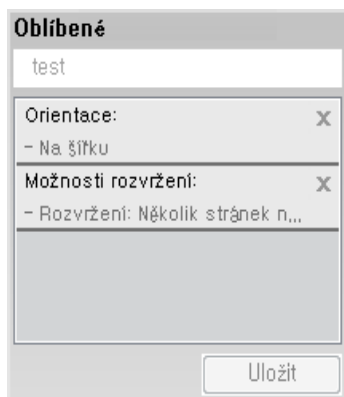 Oblíbené
test
Orientace: X
- Na šířku
Možnosti rozvržení: X
- Rozvržení: Několik stránek n...
Uložit